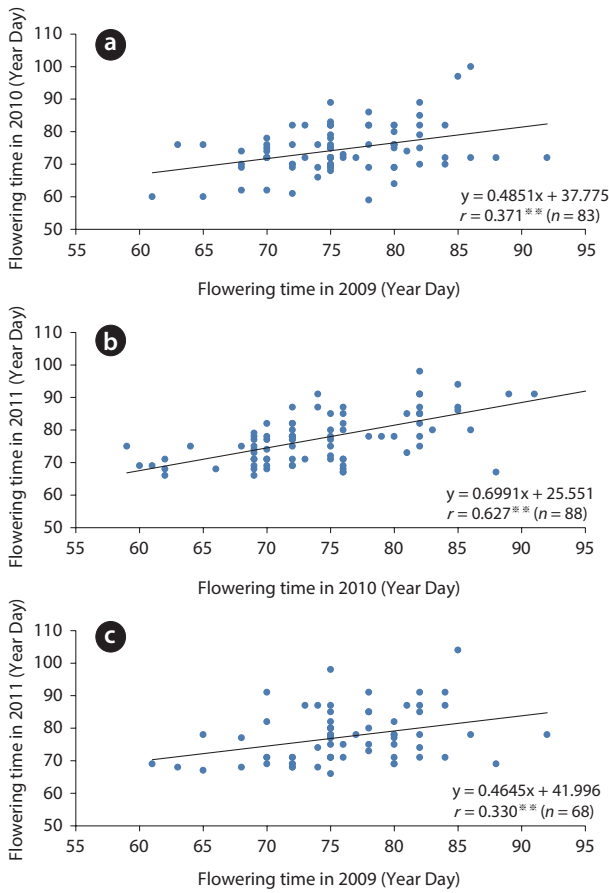 a
Flowering time in 2010 (Year Day)
110
100
90
80
70
60
50
y = 0.4851x + 37.775
r = 0.371※※ (n = 83)
55 60 65 70 75 80 85 90 95
Flowering time in 2009 (Year Day)
b
Flowering time in 2011 (Year Day)
110
100
90
80
70
60
50
y = 0.6991x + 25.551
r = 0.627※※ (n = 88)
55 60 65 70 75 80 85 90 95
Flowering time in 2010 (Year Day)
c
Flowering time in 2011 (Year Day)
110
100
90
80
70
60
50
y = 0.4645x + 41.996
r = 0.330※※ (n = 68)
55 60 65 70 75 80 85 90 95
Flowering time in 2009 (Year Day)